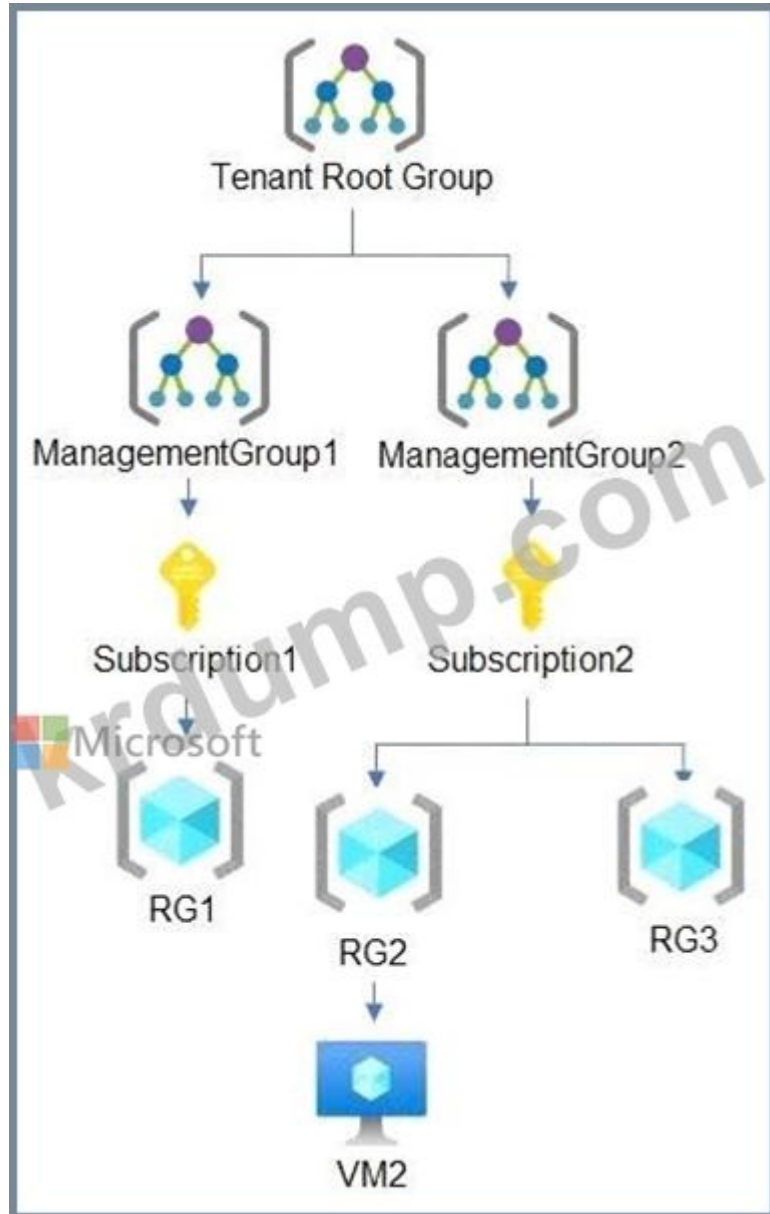 Tenant Root Group
ManagementGroup1
ManagementGroup2
Subscription1
Subscription2
krdump.com
Microsoft
RG1
RG2
RG3
VM2